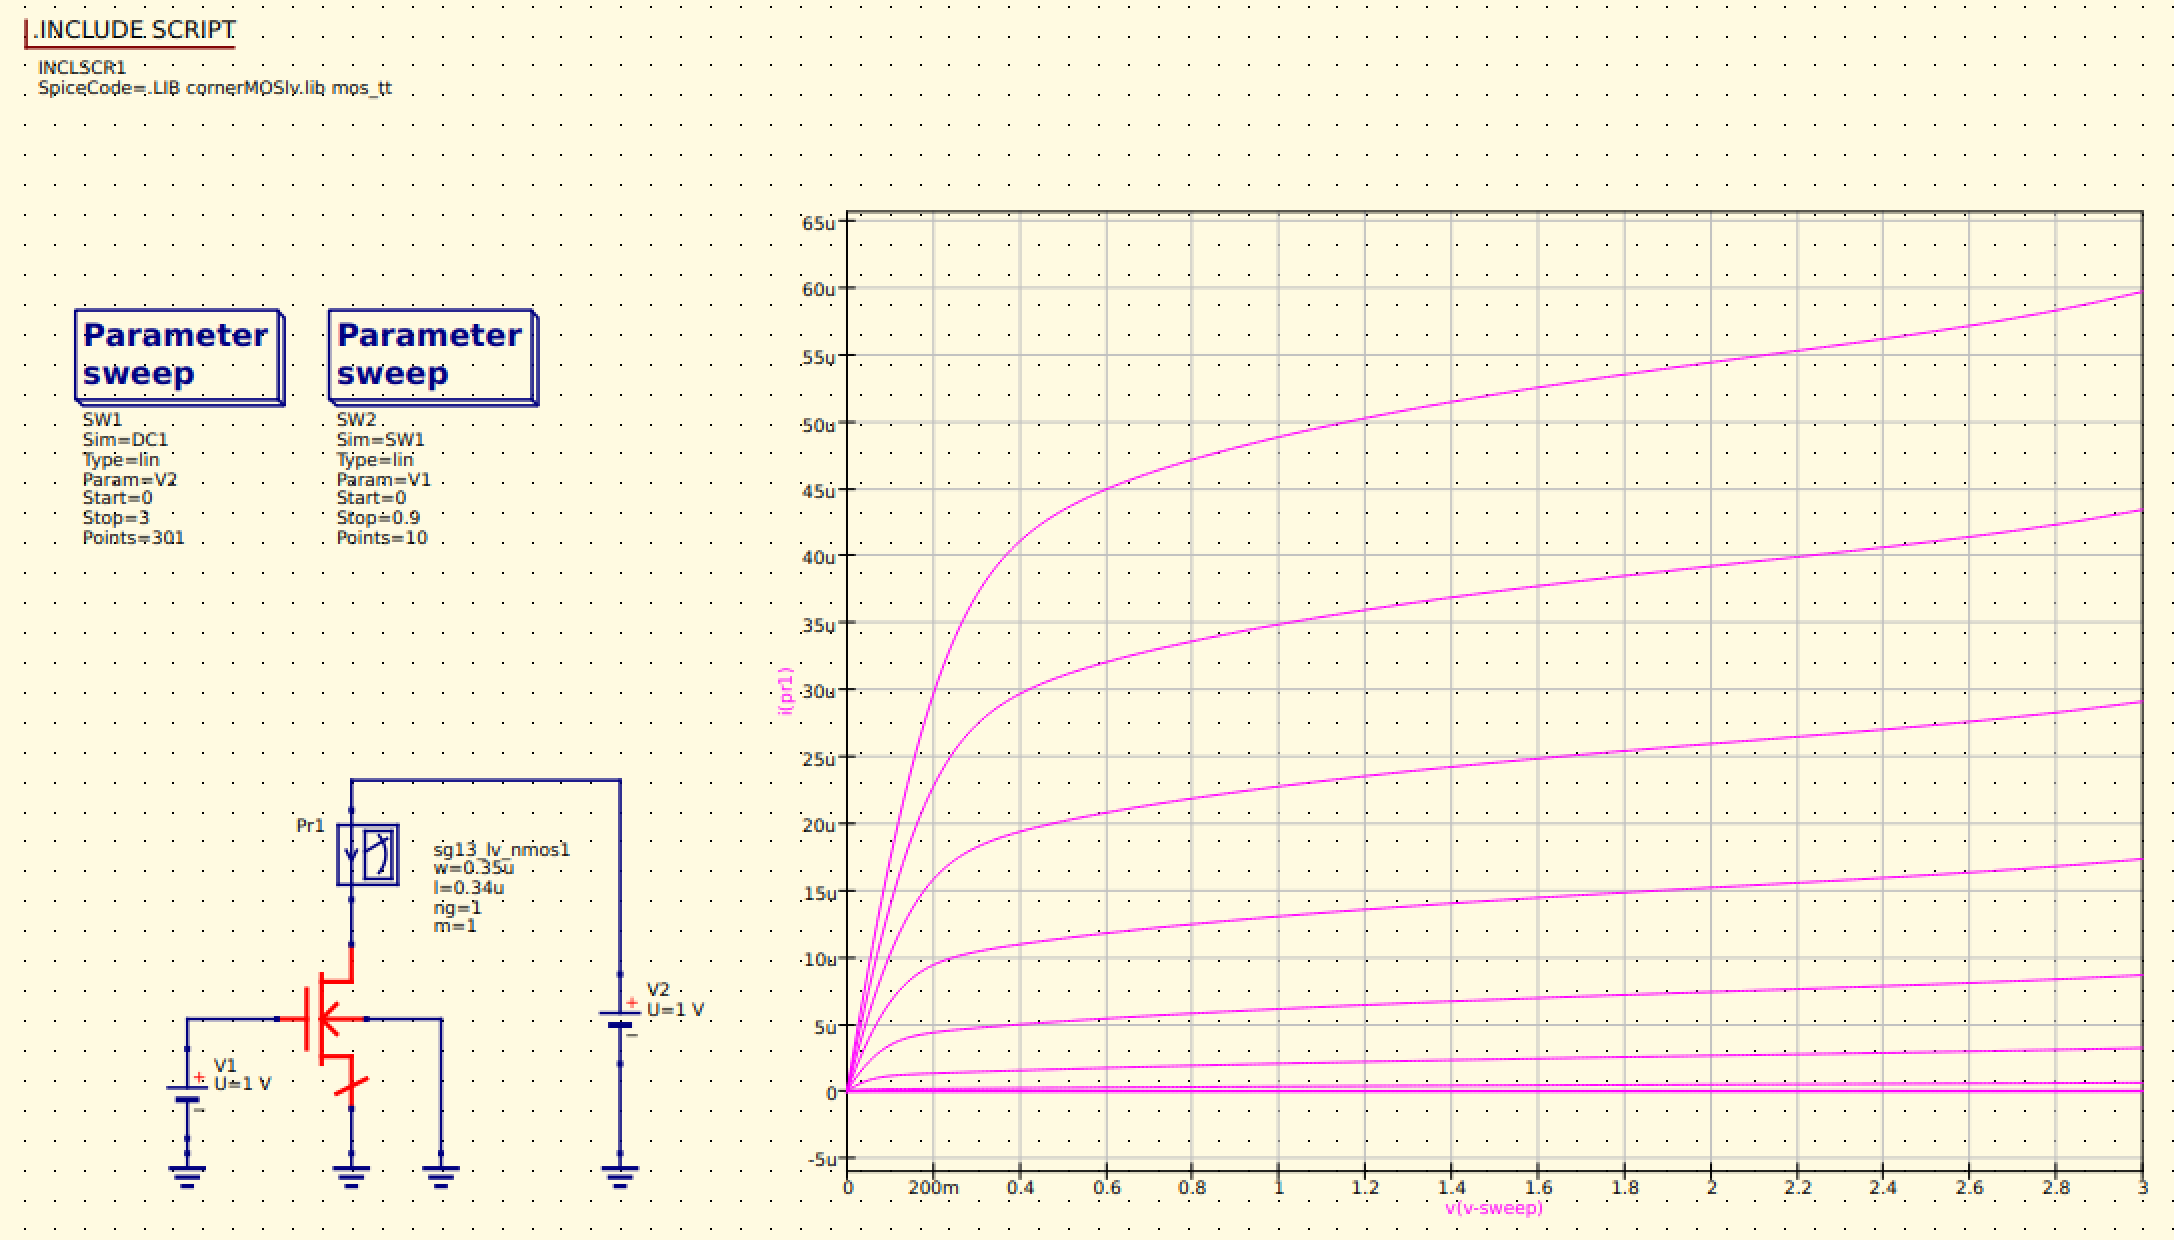 .INCLUDE SCRIPT
INCLSCR1
SpiceCode=.LIB cornerMOSlv.lib mos_tt
Parameter
sweep
SW1
Sim=DC1
Type=lin
Param=V2
Start=0
Stop=3
Points=301
Parameter
sweep
SW2
Sim=SW1
Type=lin
Param=V1
Start=0
Stop=0.9
Points=10
Pr1
sg13_lv_nmos1
w=0.35u
l=0.34u
ng=1
m=1
V2
U=1 V
V1
U=1 V
65u
60u
55u
50u
45u
40u
35u
30u
25u
20u
15u
10u
5u
0
-5u
i(pr1)
0 200m 0.4 0.6 0.8 1 1.2 1.4 1.6 1.8 2 2.2 2.4 2.6 2.8 3
v(v-sweep)